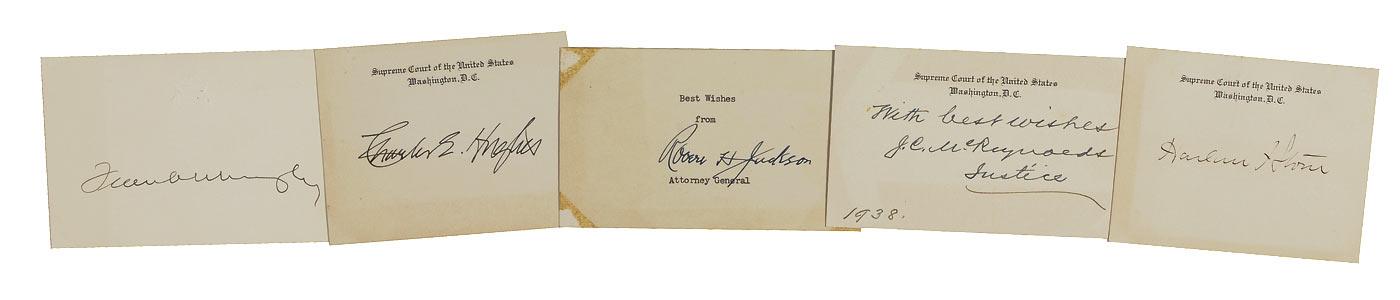 Supreme Court of the United States
Washington, D.C.
Charles E. Hughes
Best Wishes
from
Robert H Jackson
Attorney General
Supreme Court of the United States
Washington, D.C.
With best wishes
J.C. McReynolds
Justice
1938.
Supreme Court of the United States
Washington, D.C.
Harlan F Stone